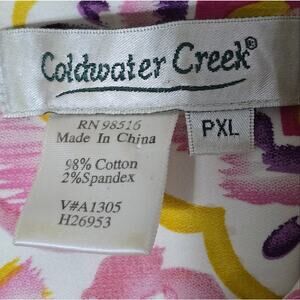 Coldwater Creek®
PXL
RN 98516
Made In China
98% Cotton
2%Spandex
V#A1305
H26953